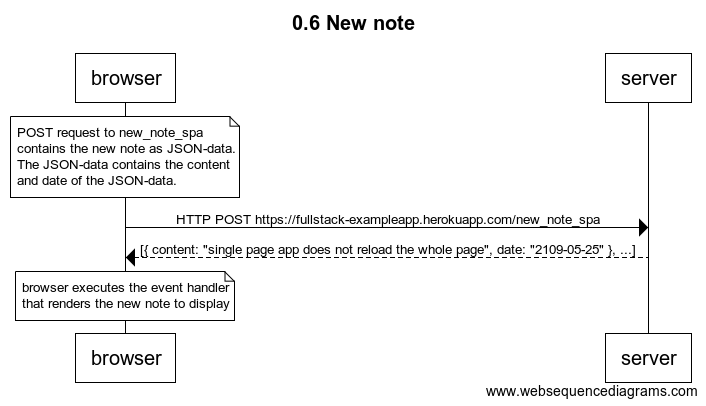 0.6 New note
browser
server
POST request to new_note_spa
contains the new note as JSON-data.
The JSON-data contains the content
and date of the JSON-data.
HTTP POST https://fullstack-exampleapp.herokuapp.com/new_note_spa
[{ content: "single page app does not reload the whole page", date: "2109-05-25" }, ...]
browser executes the event handler
that renders the new note to display
browser
server
www.websequencediagrams.com